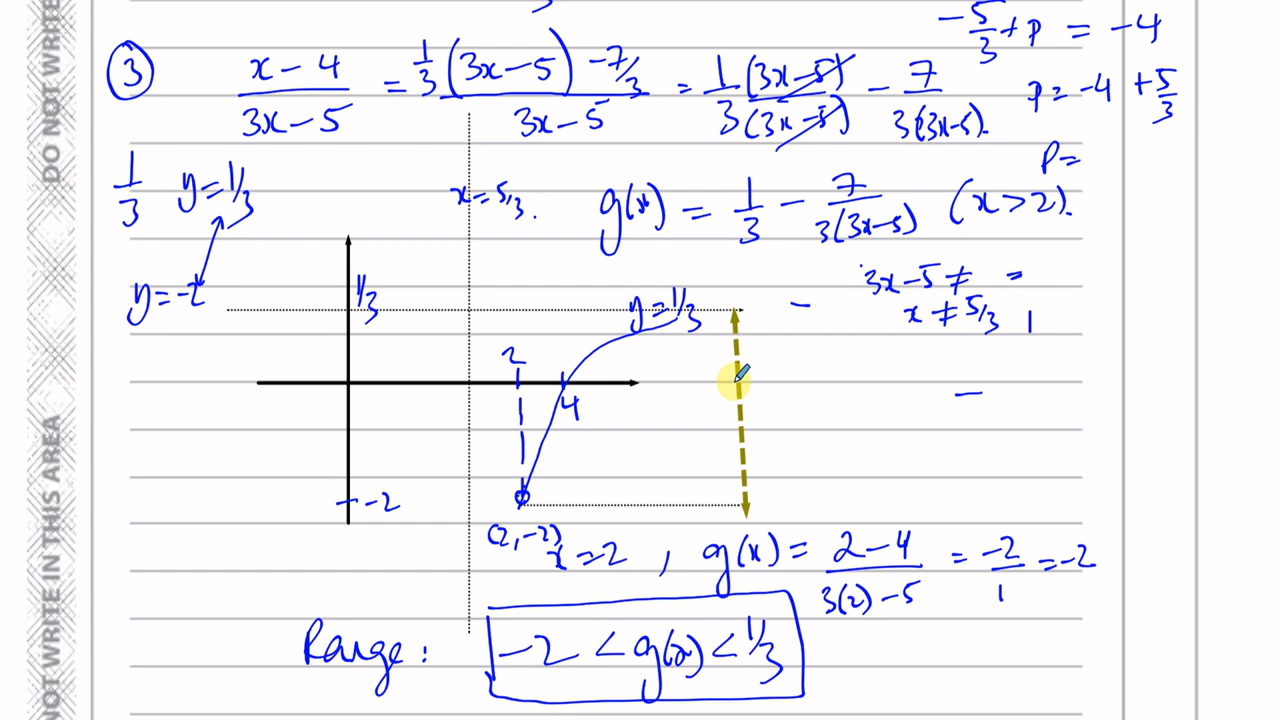 -5/3 + p = -4
③ (x-4)/(3x-5) = (1/3(3x-5) -7/3)/(3x-5) = 1(3x-5)/3(3x-5) - 7/3(3x-5). p = -4 + 5/3
p =
1/3 y = 1/3 x = 5/3. g(x) = 1/3 - 7/3(3x-5) (x>2).
y = -2 1/3 y = 1/3 - 3x-5 ≠ =
x ≠ 5/3 1
2
4 -
-2
(2,-2) x = 2 , g(x) = (2-4)/(3(2)-5) = -2/1 = -2
Range: -2 < g(x) < 1/3
DO NOT WRITE
NOT WRITE IN THIS AREA